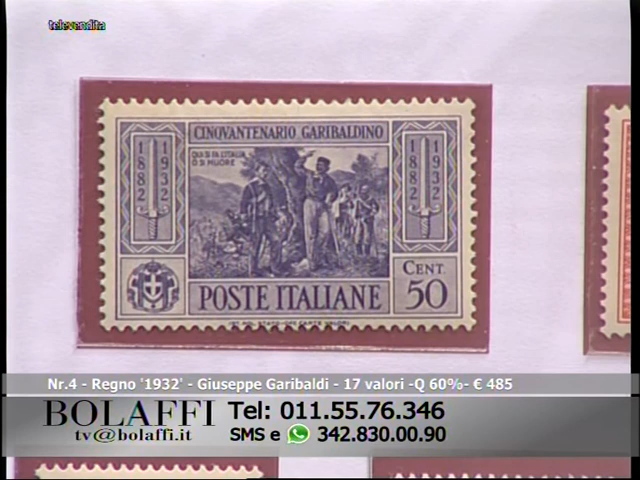 televendita
CINQVANTENARIO GARIBALDINO
QUI SI FA L'ITALIA
O SI MUORE
1882
1932
1882
1932
CENT.
50
POSTE ITALIANE
Nr.4 - Regno '1932' - Giuseppe Garibaldi - 17 valori -Q 60%- € 485
BOLAFFI
tv@bolaffi.it
Tel: 011.55.76.346
SMS e 342.830.00.90